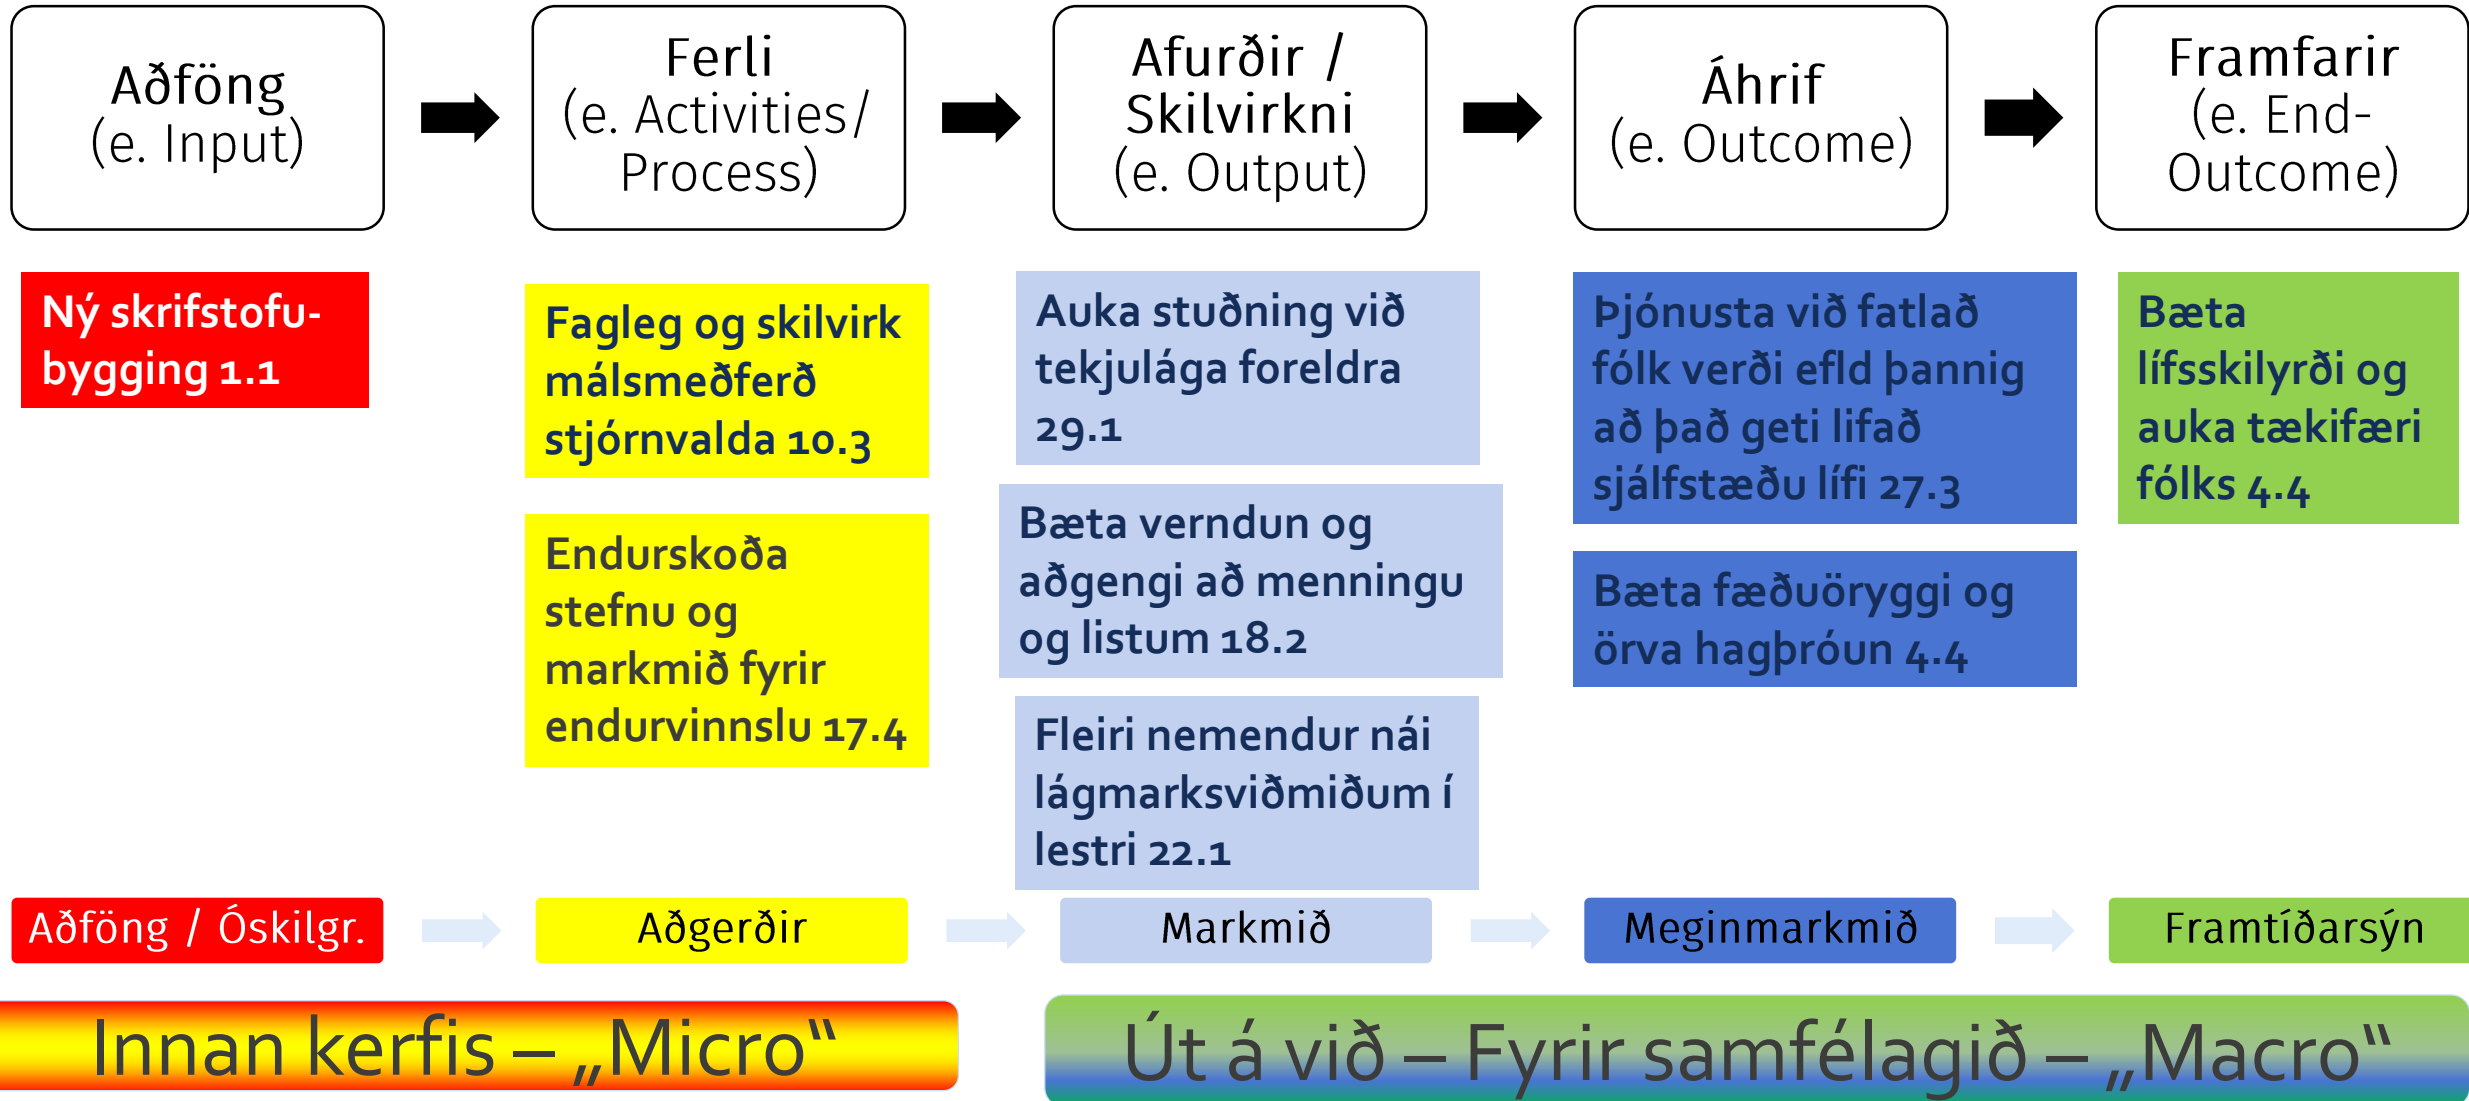 Aðföng
(e. Input)
Ferli
(e. Activities/
Process)
Afurðir /
Skilvirkni
(e. Output)
Áhrif
(e. Outcome)
Framfarir
(e. End-
Outcome)
Ný skrifstofu-
bygging 1.1
Fagleg og skilvirk
málsmeðferð
stjórnvalda 10.3
Endurskoða
stefnu og
markmið fyrir
endurvinnslu 17.4
Auka stuðning við
tekjulága foreldra
29.1
Bæta verndun og
aðgengi að menningu
og listum 18.2
Fleiri nemendur nái
lágmarksviðmiðum í
lestri 22.1
Þjónusta við fatlað
fólk verði efld þannig
að það geti lifað
sjálfstæðu lífi 27.3
Bæta fæðuöryggi og
örva hagþróun 4.4
Bæta
lífsskilyrði og
auka tækifæri
fólks 4.4
Aðföng / Óskilgr.
Aðgerðir
Markmið
Meginmarkmið
Framtíðarsýn
Innan kerfis – „Micro“
Út á við – Fyrir samfélagið – „Macro“